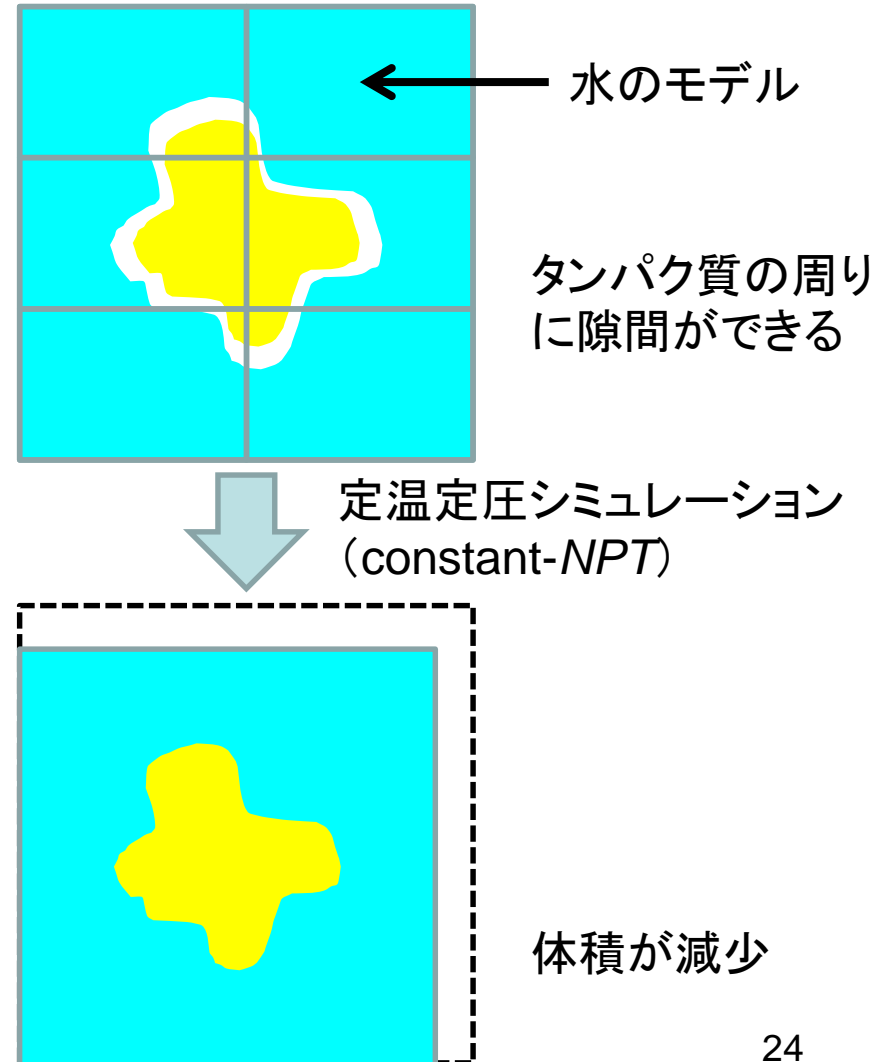 水のモデル
タンパク質の周り
に隙間ができる
定温定圧シミュレーション
（constant-NPT）
体積が減少
24